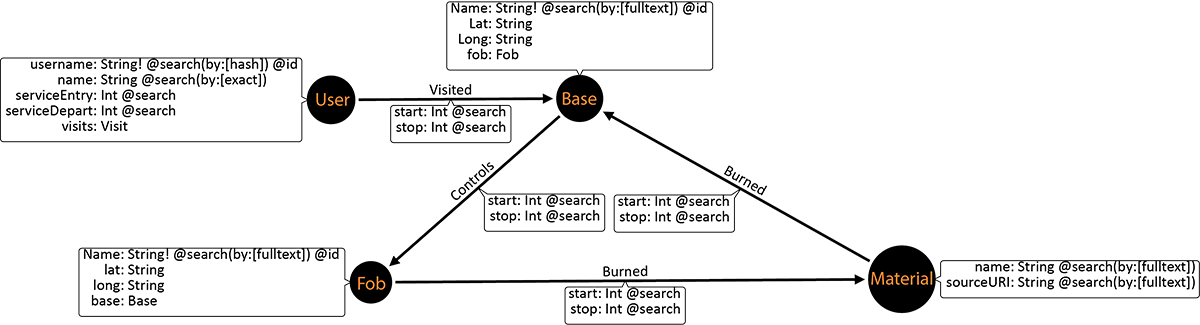 Name: String! @search(by:[fulltext]) @id
Lat: String
Long: String
fob: Fob
username: String! @search(by:[hash]) @id
name: String @search(by:[exact])
serviceEntry: Int @search
serviceDepart: Int @search
visits: Visit
User
Visited
start: Int @search
stop: Int @search
Base
Controls
start: Int @search
stop: Int @search
Burned
start: Int @search
stop: Int @search
Name: String! @search(by:[fulltext]) @id
lat: String
long: String
base: Base
Fob
Burned
start: Int @search
stop: Int @search
Material
name: String @search(by:[fulltext])
sourceURI: String @search(by:[fulltext])